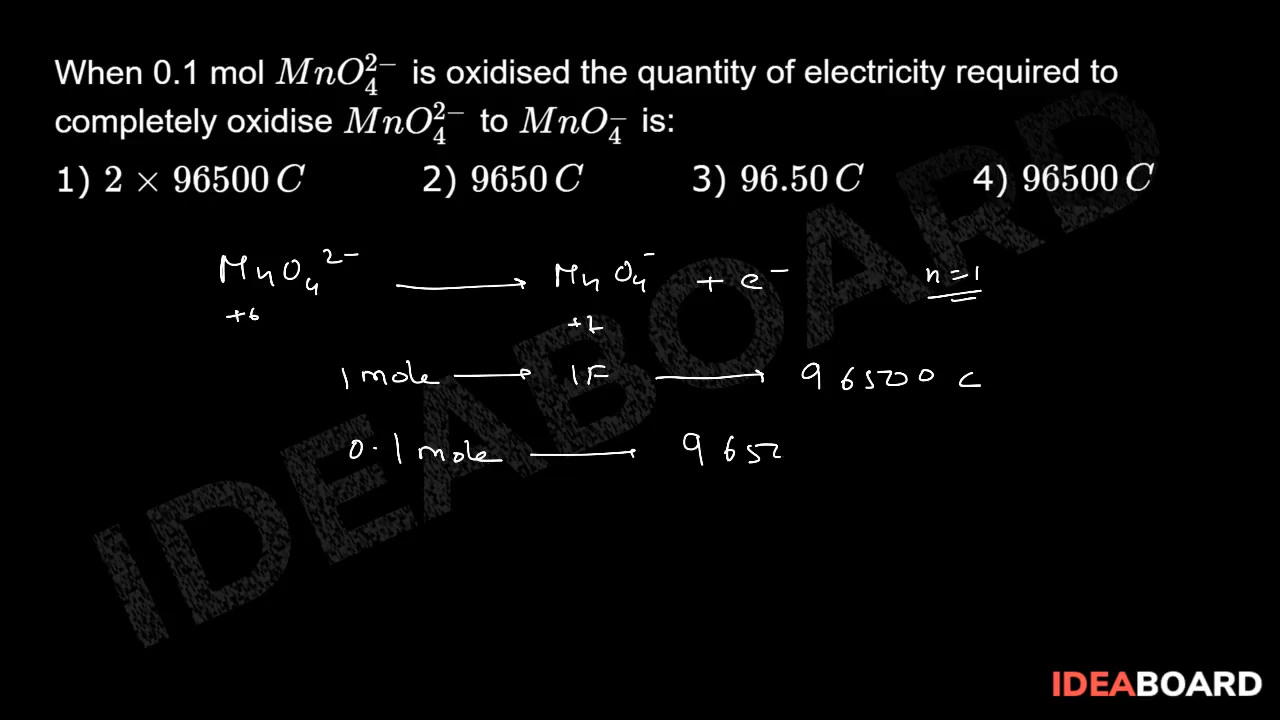 When 0.1 mol MnO₄²⁻ is oxidised the quantity of electricity required to
completely oxidise MnO₄²⁻ to MnO₄⁻ is:
1) 2 × 96500 C 2) 9650 C 3) 96.50 C 4) 96500 C
MnO₄²⁻ → MnO₄⁻ + e⁻ n = 1
+6 +7
1 mole → 1F → 96500 C
0.1 mole → 9650
IDEABOARD
IDEABOARD